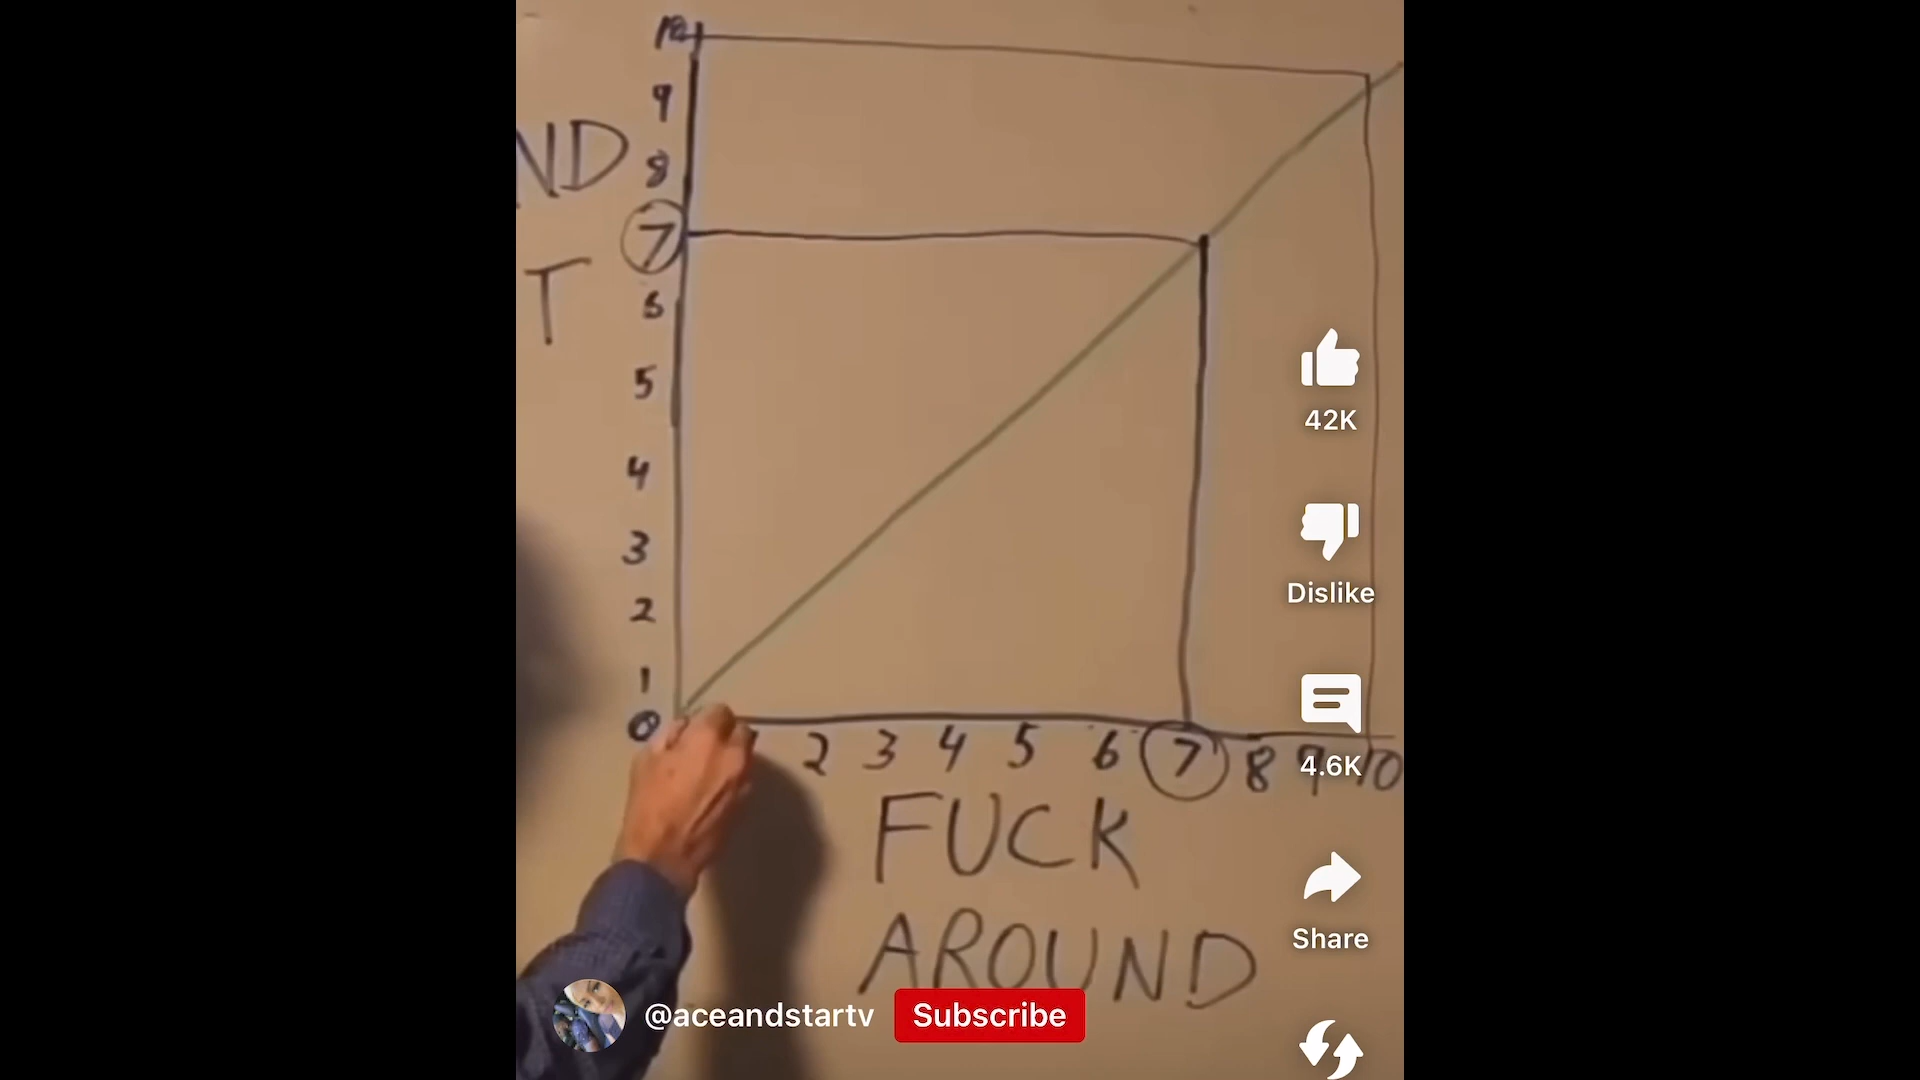 10
9
ND 8
7
T
6
5
4
3
2
1
0
2 3 4 5 6 7 8 9 10
FUCK
AROUND
42K
Dislike
4.6K
Share
@aceandstartv Subscribe